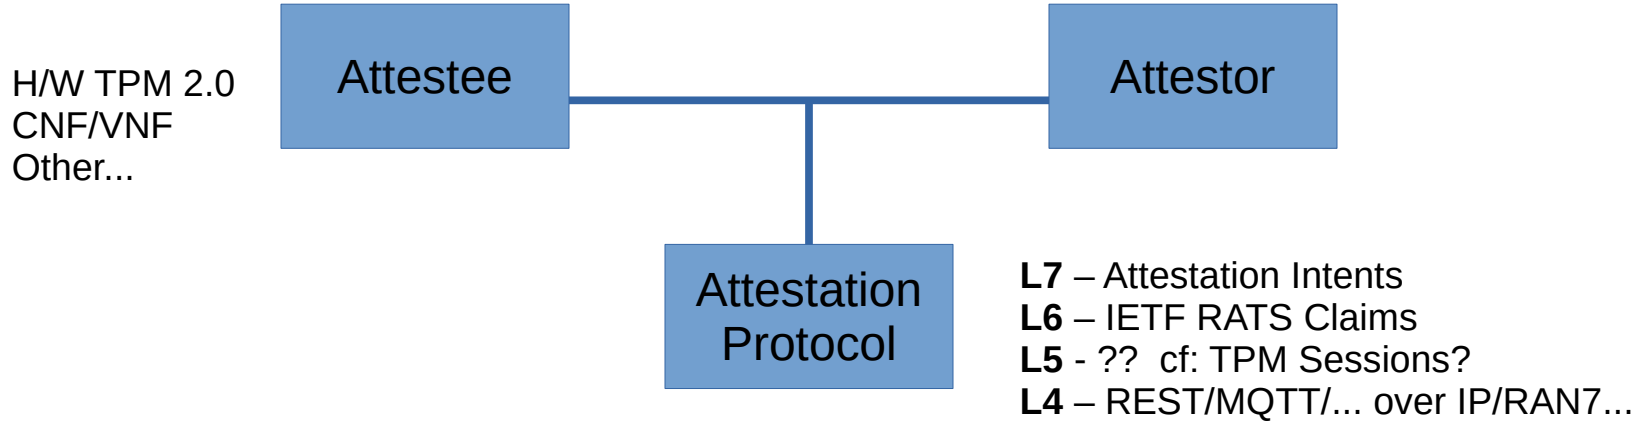 H/W TPM 2.0
CNF/VNF
Other...
Attestee
Attestor
Attestation
Protocol
L7 – Attestation Intents
L6 – IETF RATS Claims
L5 - ?? cf: TPM Sessions?
L4 – REST/MQTT/... over IP/RAN7...